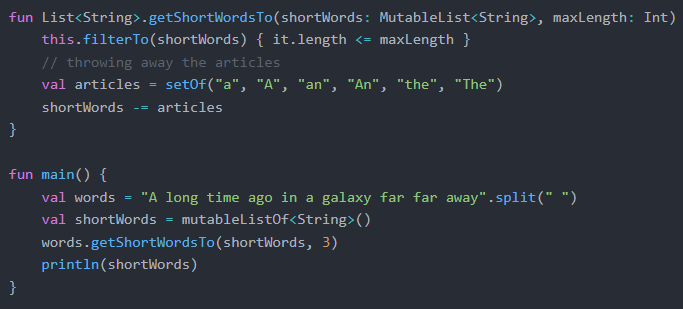 fun List<String>.getShortWordsTo(shortWords: MutableList<String>, maxLength: Int)
    this.filterTo(shortWords) { it.length <= maxLength }
    // throwing away the articles
    val articles = setOf("a", "A", "an", "An", "the", "The")
    shortWords -= articles
}

fun main() {
    val words = "A long time ago in a galaxy far far away".split(" ")
    val shortWords = mutableListOf<String>()
    words.getShortWordsTo(shortWords, 3)
    println(shortWords)
}